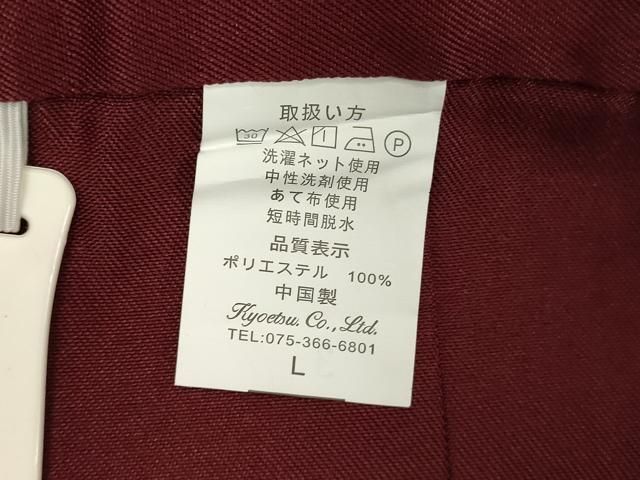 取扱い方
30 P
洗濯ネット使用
中性洗剤使用
あて布使用
短時間脱水
品質表示
ポリエステル 100%
中国製
Kyoetsu. Co., Ltd.
TEL:075-366-6801
L